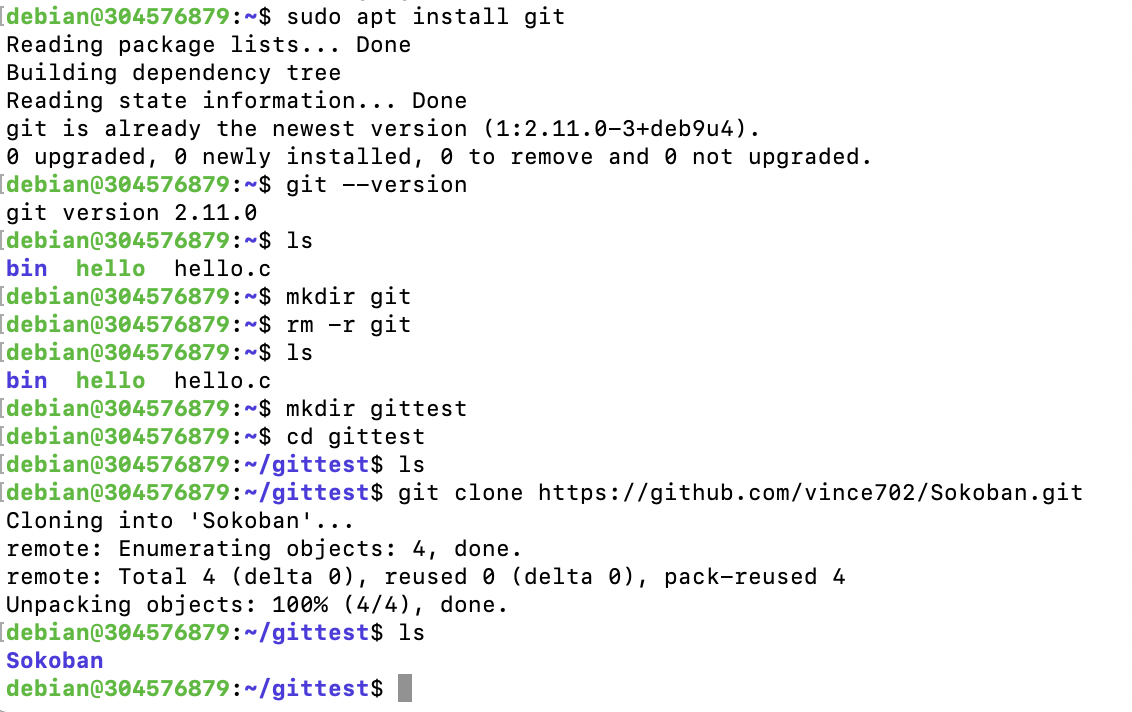 [debian@304576879:~$ sudo apt install git
Reading package lists... Done
Building dependency tree
Reading state information... Done
git is already the newest version (1:2.11.0-3+deb9u4).
0 upgraded, 0 newly installed, 0 to remove and 0 not upgraded.
[debian@304576879:~$ git --version
git version 2.11.0
[debian@304576879:~$ ls
bin  hello  hello.c
[debian@304576879:~$ mkdir git
[debian@304576879:~$ rm -r git
[debian@304576879:~$ ls
bin  hello  hello.c
[debian@304576879:~$ mkdir gittest
[debian@304576879:~$ cd gittest
[debian@304576879:~/gittest$ ls
[debian@304576879:~/gittest$ git clone https://github.com/vince702/Sokoban.git
Cloning into 'Sokoban'...
remote: Enumerating objects: 4, done.
remote: Total 4 (delta 0), reused 0 (delta 0), pack-reused 4
Unpacking objects: 100% (4/4), done.
[debian@304576879:~/gittest$ ls
Sokoban
debian@304576879:~/gittest$